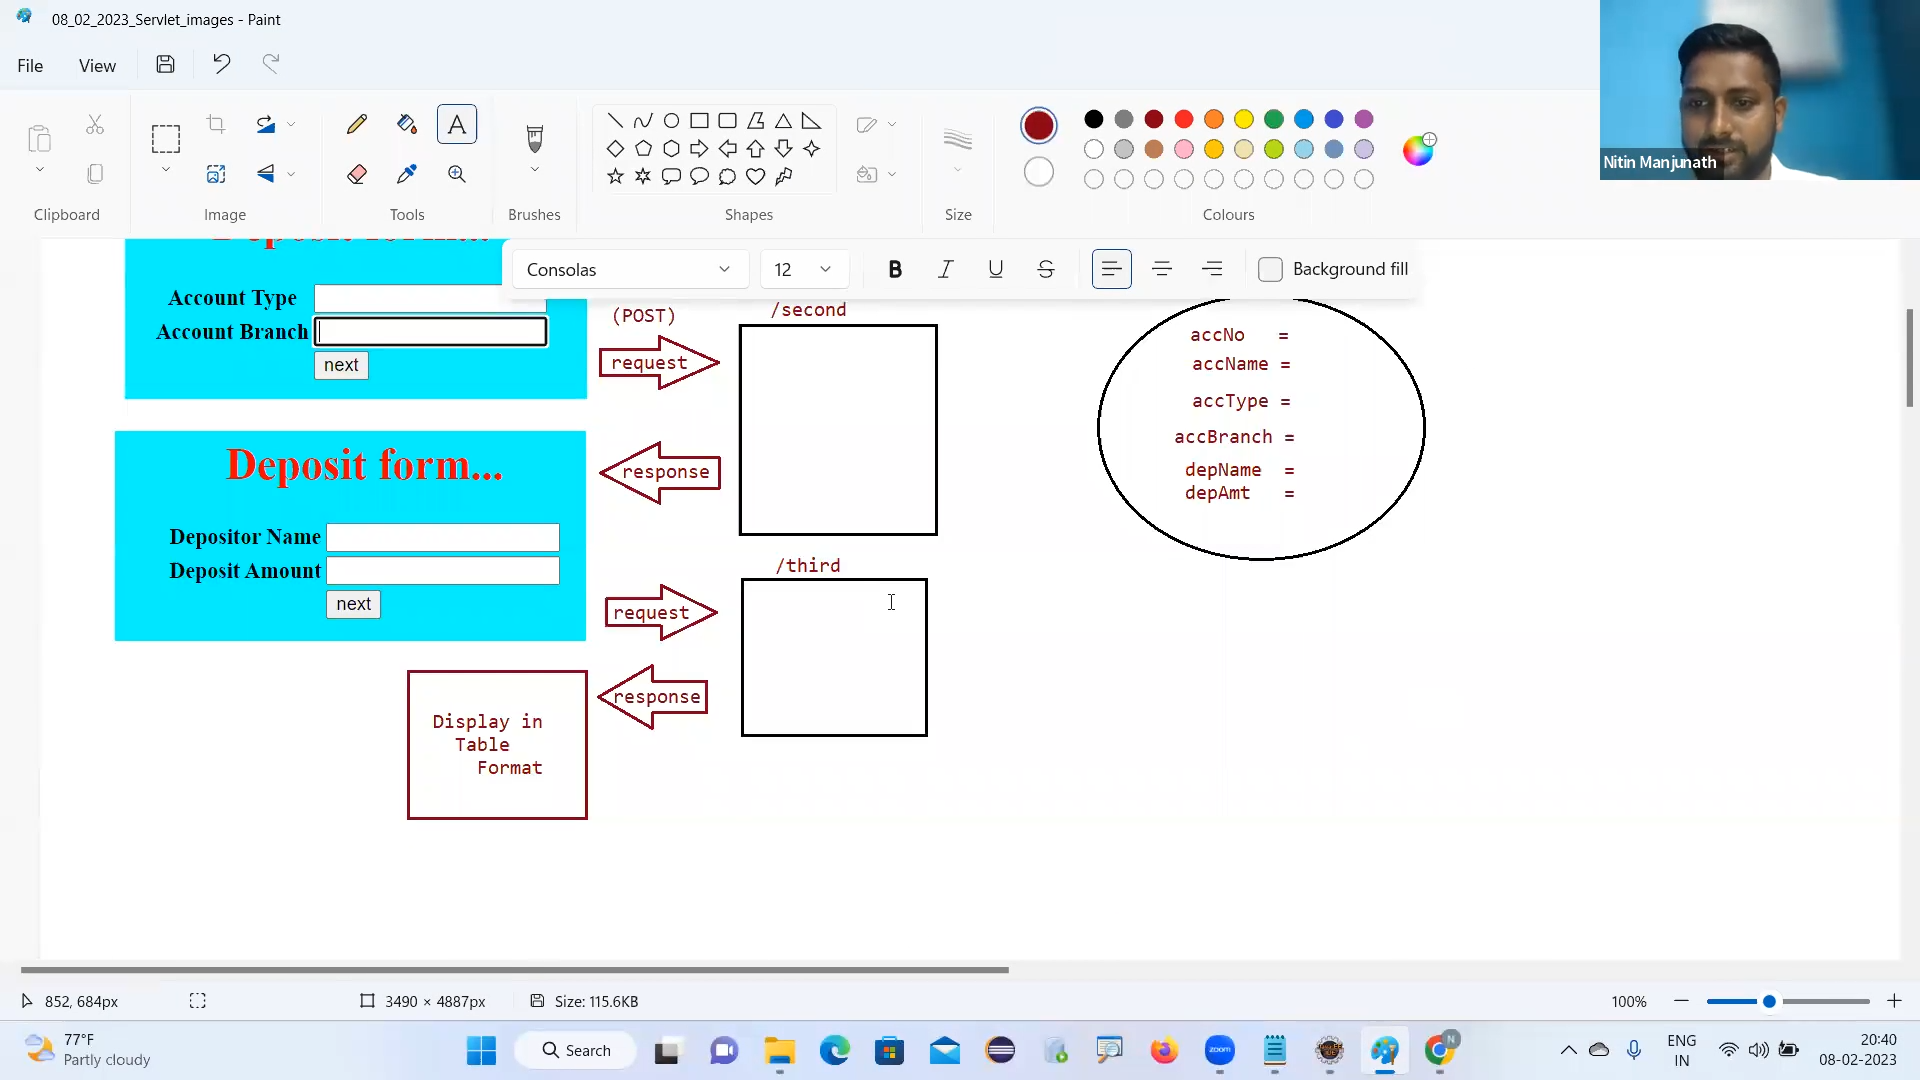 08_02_2023_Servlet_images - Paint
File
View
Clipboard
Image
Tools
Brushes
Shapes
Size
Colours
Nitin Manjunath
Consolas
12
B
I
U
S
Background fill
Deposit form...
Account Type
Account Branch
next
(POST)
request
/second
response
accNo =
accName =
accType =
accBranch =
depName =
depAmt =
Deposit form...
Depositor Name
Deposit Amount
next
/third
request
response
Display in
Table
Format
852, 684px
3490 × 4887px
Size: 115.6KB
100%
77°F
Partly cloudy
Search
zoom
N
ENG
IN
20:40
08-02-2023